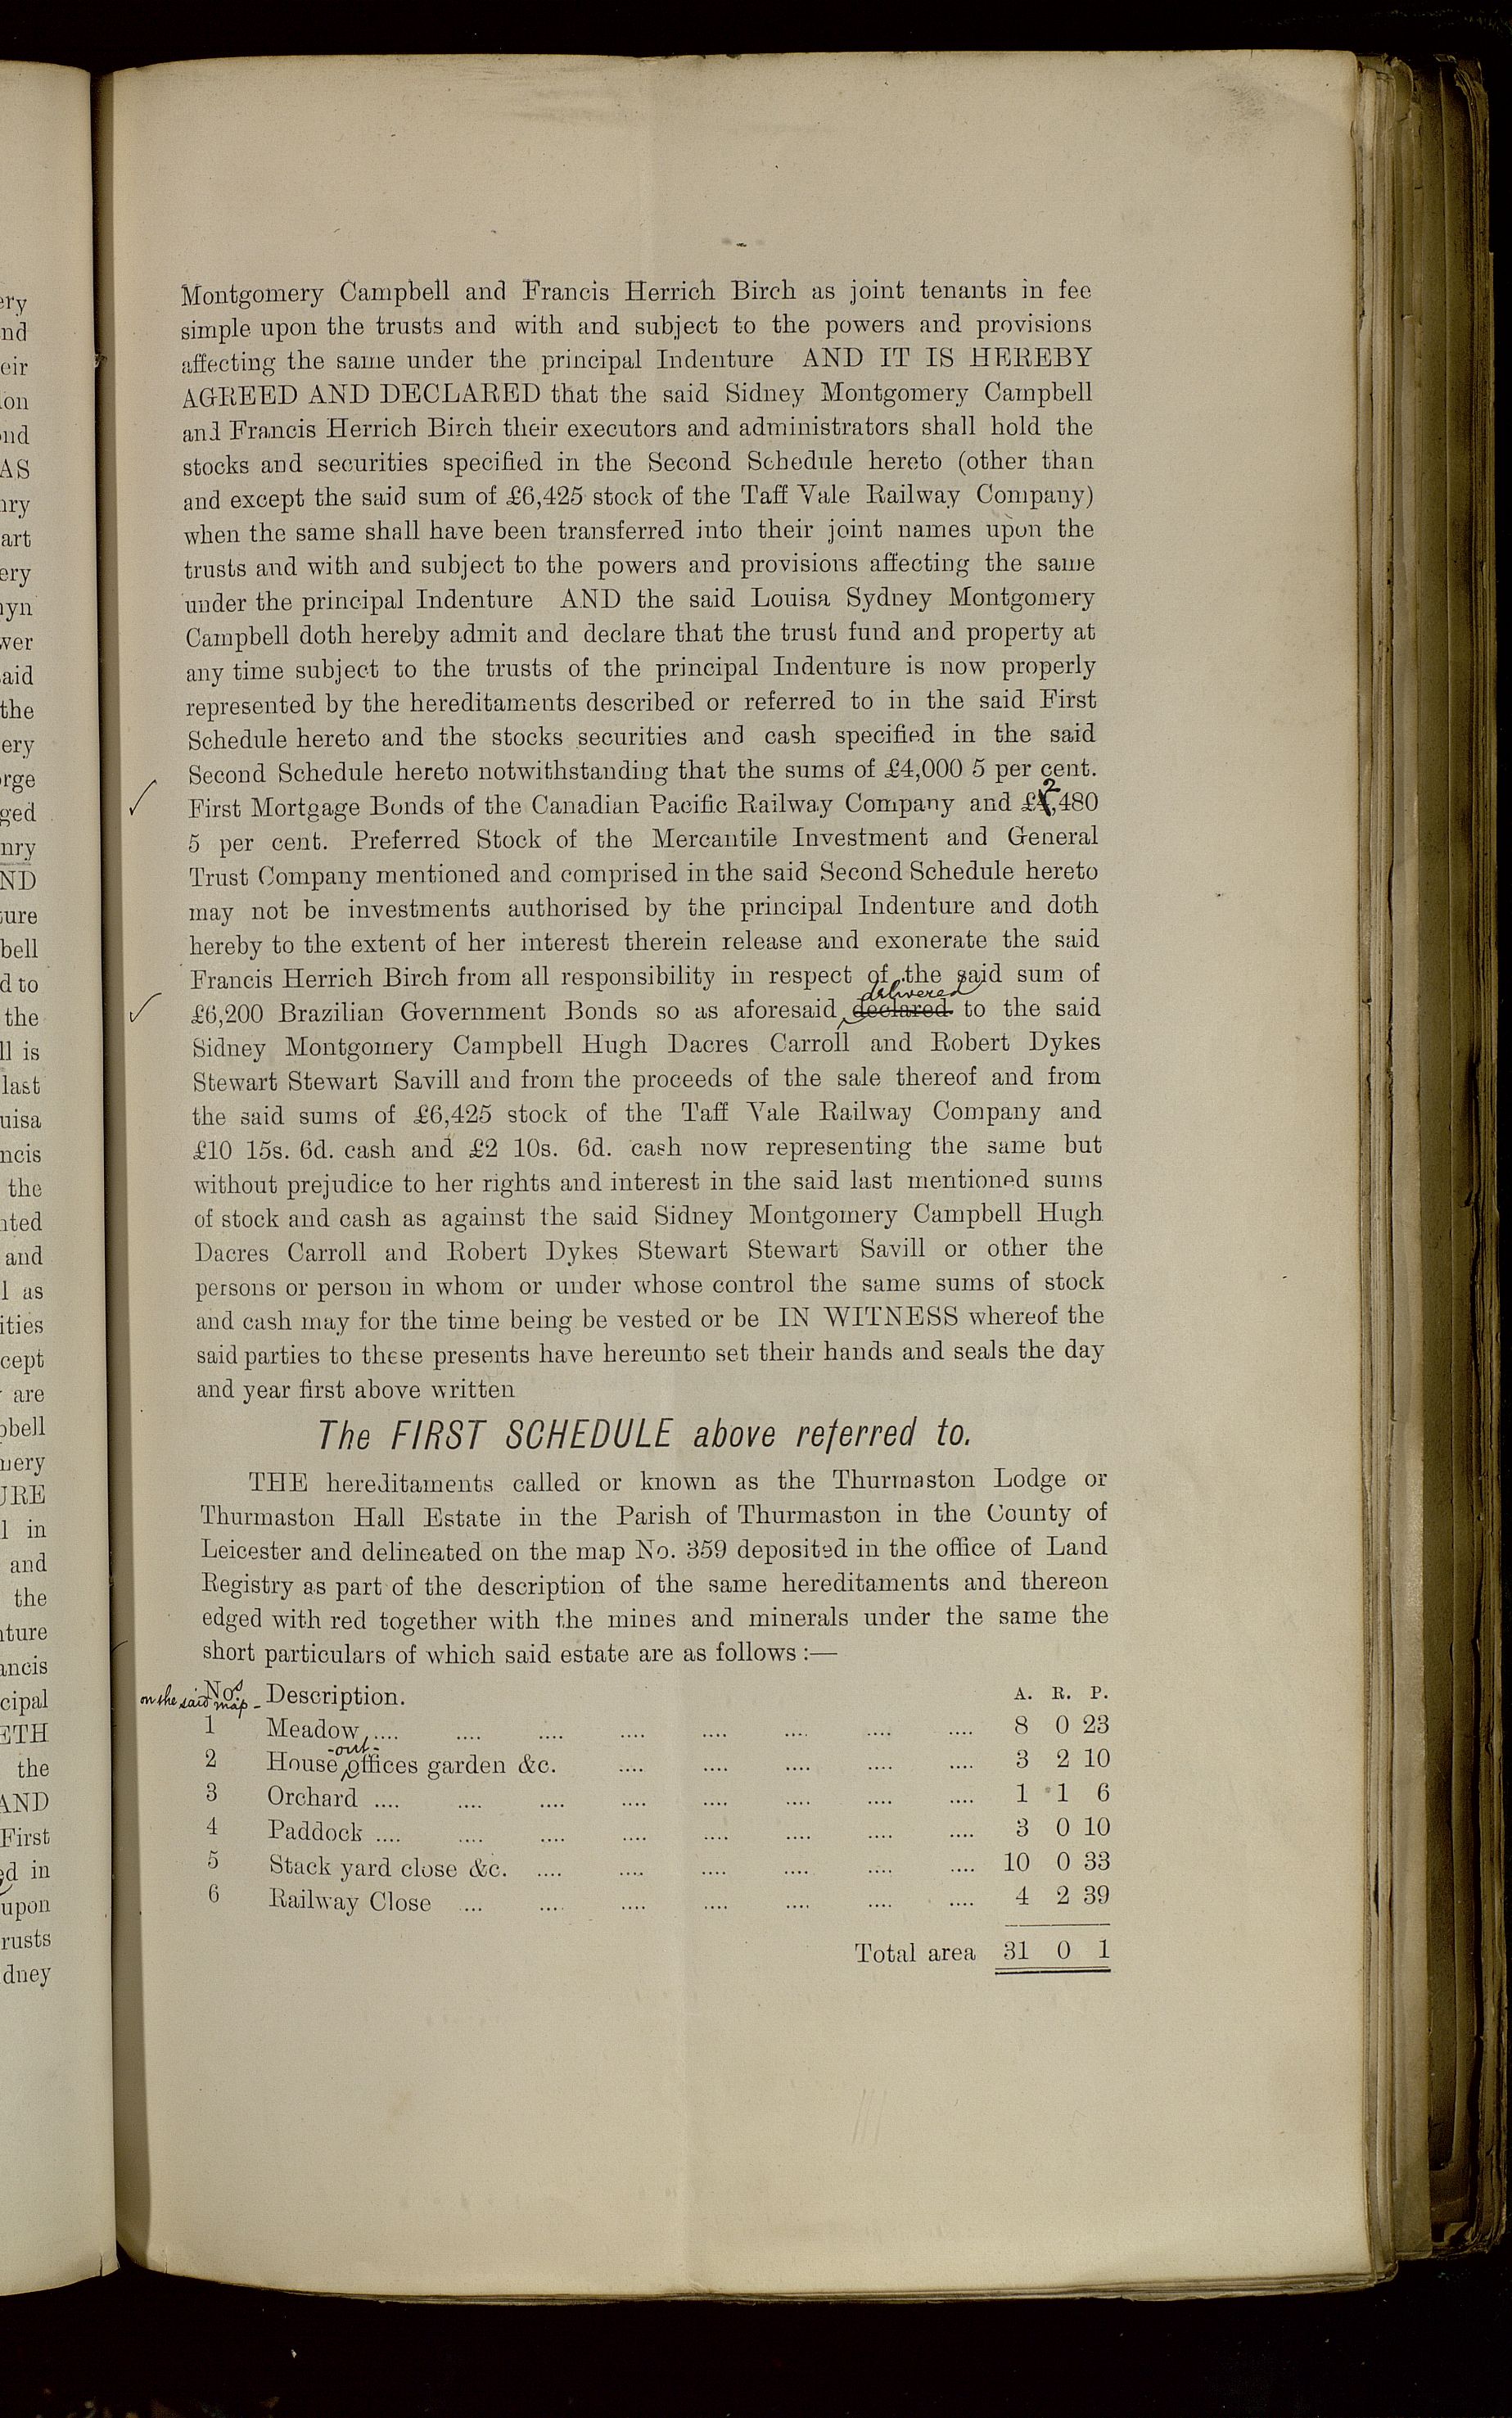 Montgomery Campbell and Francis Herrich Birch as joint tenants in fee
simple upon the trusts and with and subject to the powers and provisions
affecting the same under the principal Indenture AND IT IS HEREBY
AGREED AND DECLARED that the said Sidney Montgomery Campbell
and Francis Herrich Birch their executors and administrators shall hold the
stocks and securities specified in the Second Schedule hereto (other than
and except the said sum of £6,425 stock of the Taff Vale Railway Company)
when the same shall have been transferred into their joint names upon the
trusts and with and subject to the powers and provisions affecting the same
under the principal Indenture AND the said Louisa Sydney Montgomery
Campbell doth hereby admit and declare that the trust fund and property at
any time subject to the trusts of the principal Indenture is now properly
represented by the hereditaments described or referred to in the said First
Schedule hereto and the stocks securities and cash specified in the said
Second Schedule hereto notwithstanding that the sums of £4,000 5 per cent.
First Mortgage Bonds of the Canadian Pacific Railway Company and £2,480
5 per cent. Preferred Stock of the Mercantile Investment and General
Trust Company mentioned and comprised in the said Second Schedule hereto
may not be investments authorised by the principal Indenture and doth
hereby to the extent of her interest therein release and exonerate the said
Francis Herrich Birch from all responsibility in respect of the said sum of
delivered
£6,200 Brazilian Government Bonds so as aforesaid declared to the said
Sidney Montgomery Campbell Hugh Dacres Carroll and Robert Dykes
Stewart Stewart Savill and from the proceeds of the sale thereof and from
the said sums of £6,425 stock of the Taff Vale Railway Company and
£10 15s. 6d. cash and £2 10s. 6d. cash now representing the same but
without prejudice to her rights and interest in the said last mentioned sums
of stock and cash as against the said Sidney Montgomery Campbell Hugh
Dacres Carroll and Robert Dykes Stewart Stewart Savill or other the
persons or person in whom or under whose control the same sums of stock
and cash may for the time being be vested or be IN WITNESS whereof the
said parties to these presents have hereunto set their hands and seals the day
and year first above written
The FIRST SCHEDULE above referred to.
THE hereditaments called or known as the Thurmaston Lodge or
Thurmaston Hall Estate in the Parish of Thurmaston in the County of
Leicester and delineated on the map No. 359 deposited in the office of Land
Registry as part of the description of the same hereditaments and thereon
edged with red together with the mines and minerals under the same the
short particulars of which said estate are as follows :—
Nos on the said map - Description. A. R. P.
1 Meadow .... .... .... .... .... .... .... .... 8 0 23
-out-
2 House offices garden &c. .... .... .... .... .... 3 2 10
3 Orchard .... .... .... .... .... .... .... .... 1 1 6
4 Paddock .... .... .... .... .... .... .... .... 3 0 10
5 Stack yard close &c. .... .... .... .... .... .... 10 0 33
6 Railway Close .... .... .... .... .... .... .... 4 2 39
Total area 31 0 1